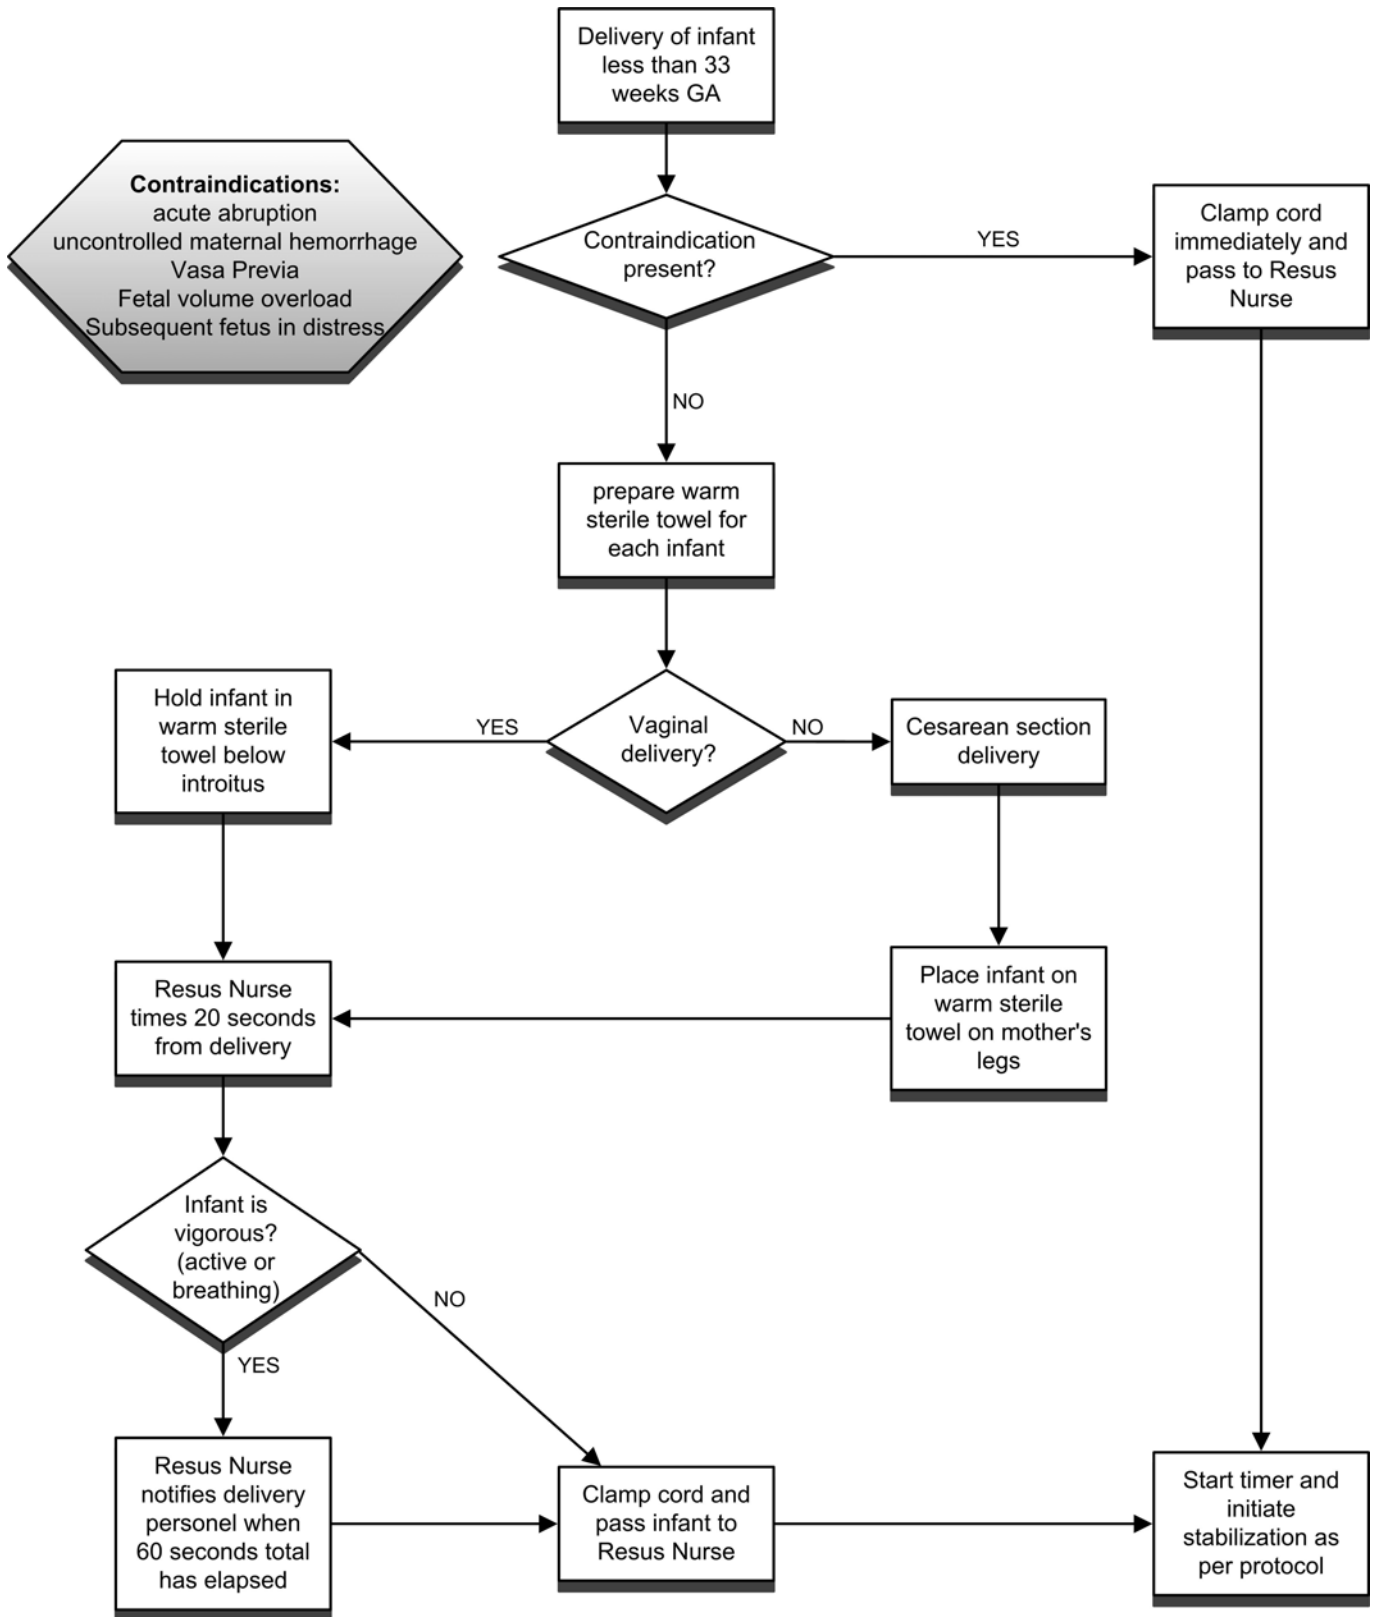 Delivery of infant
less than 33
weeks GA
Contraindications:
acute abruption
uncontrolled maternal hemorrhage
Vasa Previa
Fetal volume overload
Subsequent fetus in distress
Contraindication
present?
YES
Clamp cord
immediately and
pass to Resus
Nurse
NO
prepare warm
sterile towel for
each infant
Hold infant in
warm sterile
towel below
introitus
YES
Vaginal
delivery?
NO
Cesarean section
delivery
Resus Nurse
times 20 seconds
from delivery
Place infant on
warm sterile
towel on mother's
legs
Infant is
vigorous?
(active or
breathing)
NO
YES
Resus Nurse
notifies delivery
personel when
60 seconds total
has elapsed
Clamp cord and
pass infant to
Resus Nurse
Start timer and
initiate
stabilization as
per protocol